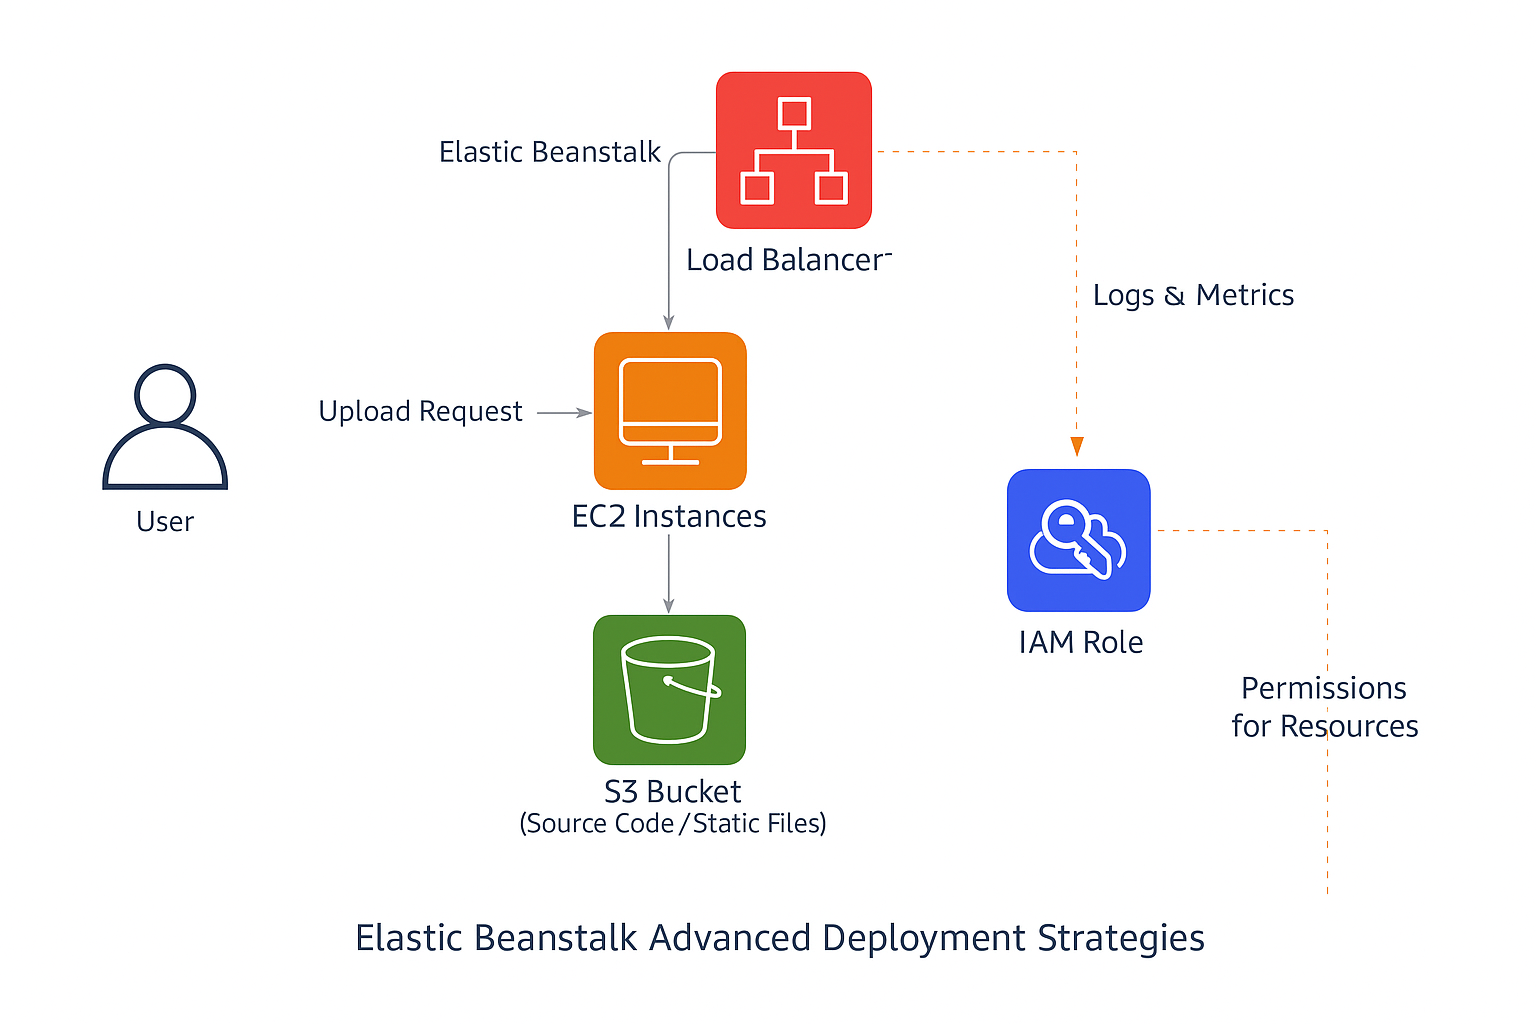 Elastic Beanstalk
Load Balancer-
Logs & Metrics
Upload Request
User
EC2 Instances
IAM Role
Permissions
for Resources
S3 Bucket
(Source Code/Static Files)
Elastic Beanstalk Advanced Deployment Strategies